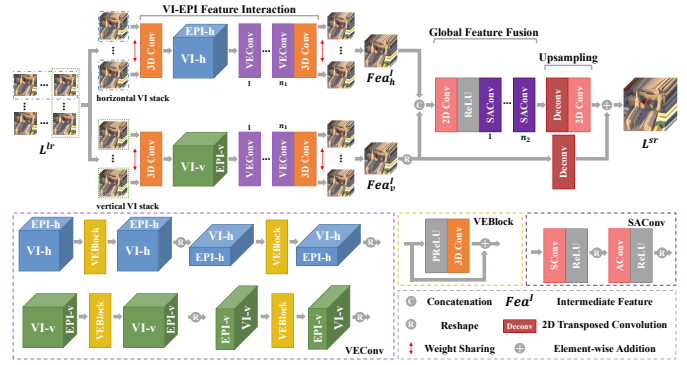 VI-EPI Feature Interaction
EPI-h
VI-h
3D Conv
VEConv
...
VEConv
3D Conv
1
n₁
horizontal VI stack
Fea_h^I
L^lr
3D Conv
VI-v
EPI-v
VEConv
...
VEConv
3D Conv
1
n₁
vertical VI stack
Fea_v^I
R
C
Global Feature Fusion
2D Conv
ReLU
SAConv
...
SAConv
1
n₂
Upsampling
Deconv
2D Conv
Deconv
L^sr
EPI-h
VI-h
VEBlock
EPI-h
VI-h
R
VI-h
EPI-h
VEBlock
VI-h
EPI-h
R
VI-v
EPI-v
VEBlock
VI-v
EPI-v
R
EPI-v
VI-v
VEBlock
EPI-v
VI-v
R
VEConv
VEBlock
PReLU
3D Conv
SAConv
SConv
ReLU
R
AConv
ReLU
R
C Concatenation
Fea^I Intermediate Feature
R Reshape
Deconv 2D Transposed Convolution
Weight Sharing
Element-wise Addition